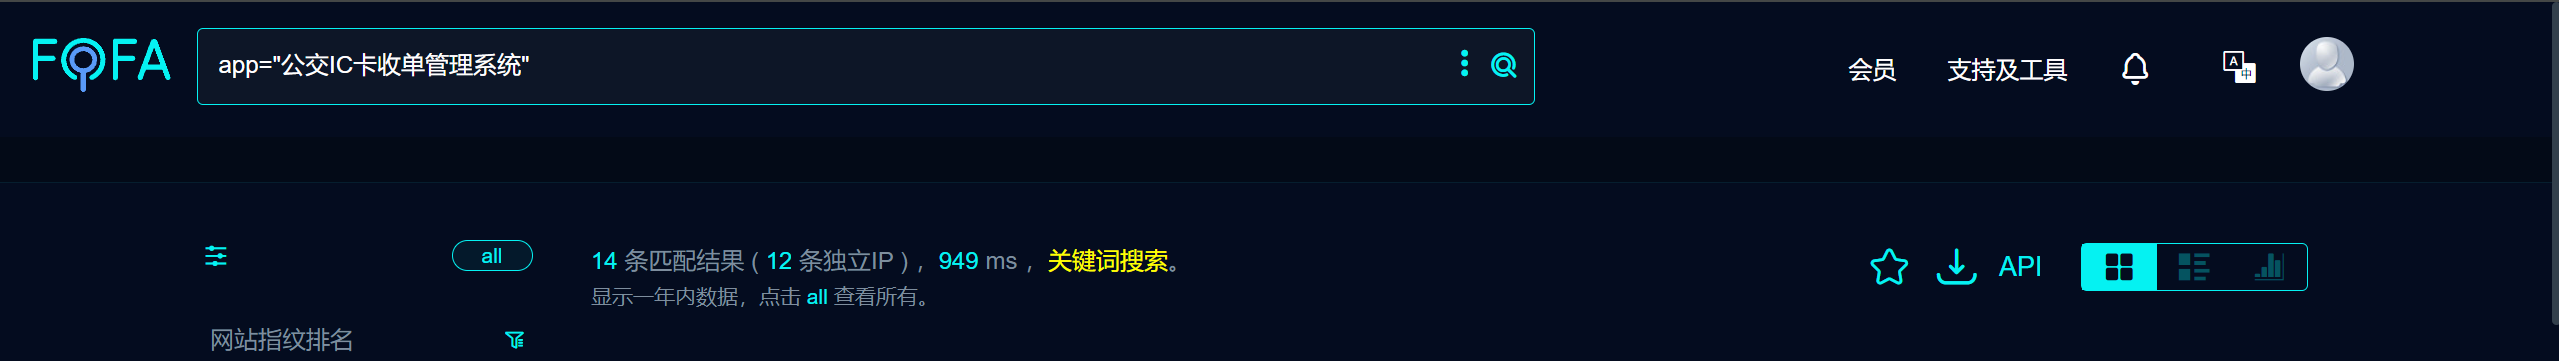 FOFA
app="公交IC卡收单管理系统"
会员
支持及工具
A
中
all
14 条匹配结果 ( 12 条独立IP ) ，949 ms ，关键词搜索。
显示一年内数据，点击 all 查看所有。
API
网站指纹排名